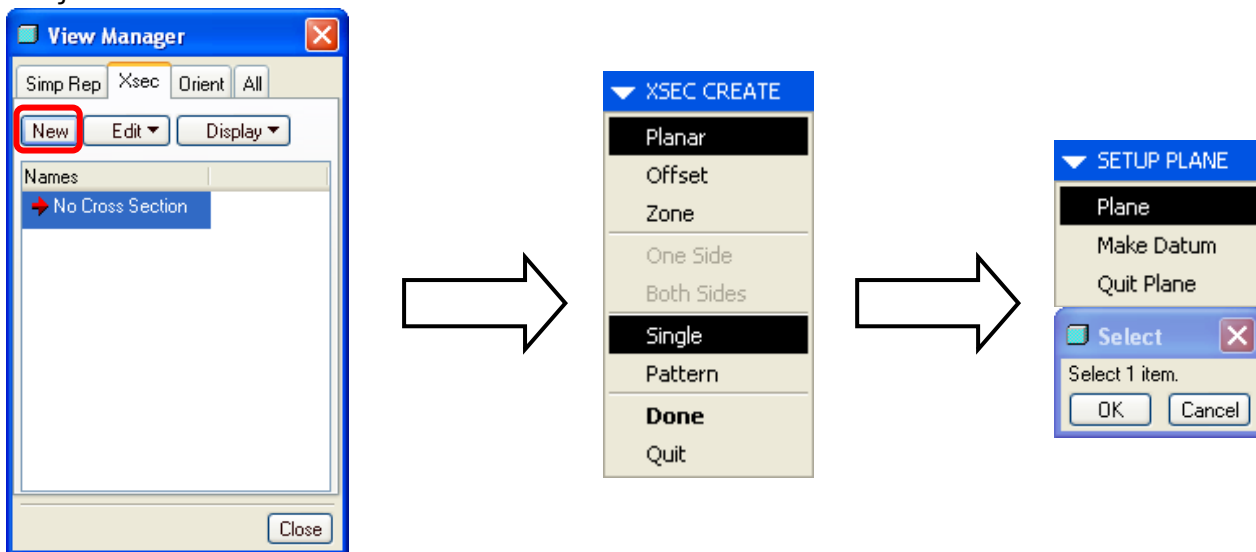 View Manager
Simp Rep Xsec Orient All
New Edit Display
Names
No Cross Section
Close
XSEC CREATE
Planar
Offset
Zone
One Side
Both Sides
Single
Pattern
Done
Quit
SETUP PLANE
Plane
Make Datum
Quit Plane
Select
Select 1 item.
OK Cancel